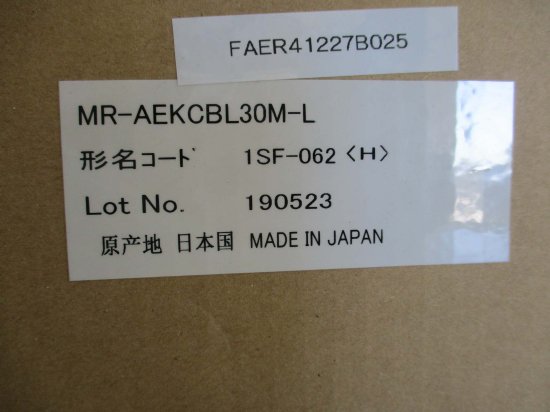 FAER41227B025
MR-AEKCBL30M-L
形名コード 1SF-062〈H〉
Lot No. 190523
原産地 日本国 MADE IN JAPAN